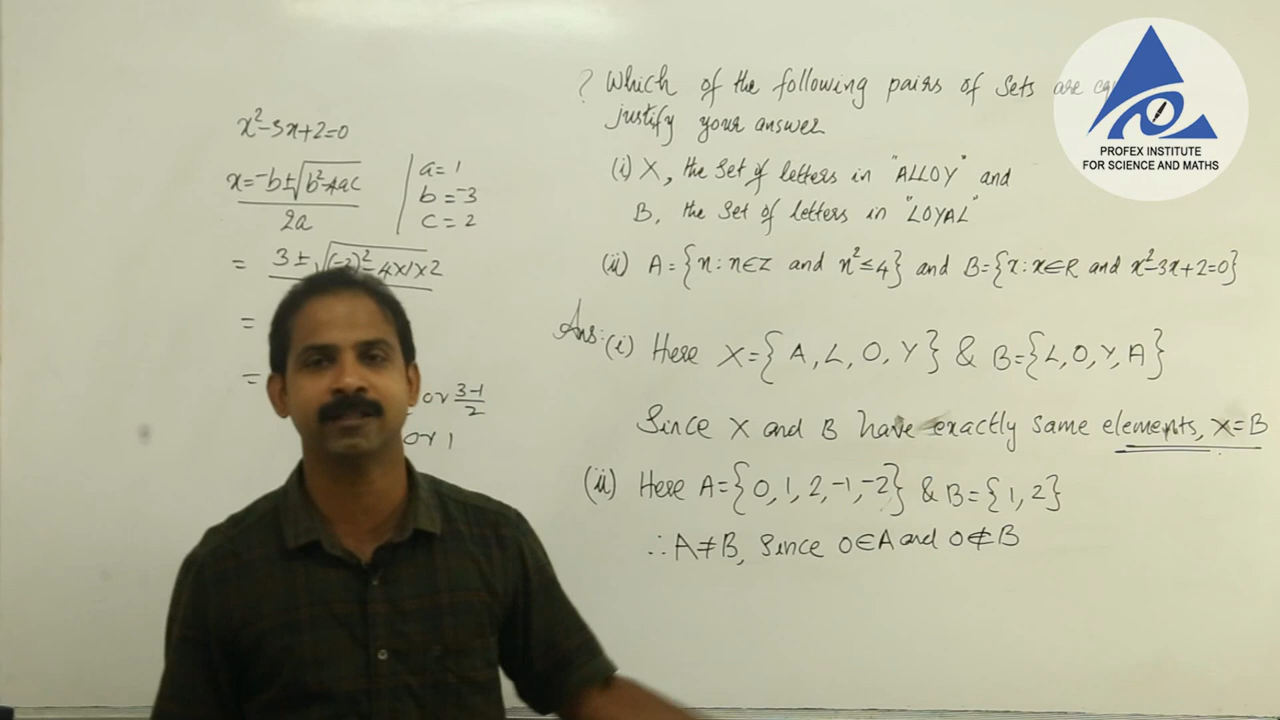 x²-3x+2=0
x=-b±√b²-4ac
2a
a=1
b=-3
c=2
= 3±√(-3)²-4×1×2
=
=
or 3-1
2
or 1
? Which of the following pairs of sets are
justify your answer
(i) X, the set of letters in "ALLOY" and
B, the set of letters in "LOYAL"
(ii) A={n:n∈Z and n²≤4} and B={x:x∈R and x²-3x+2=0}
Ans:(i) Here X={A,L,O,Y} & B={L,O,Y,A}
Since X and B have exactly same elements, X=B
(ii) Here A={0,1,2,-1,-2} & B={1,2}
∴A≠B, Since 0∈A and 0∉B
PROFEX INSTITUTE
FOR SCIENCE AND MATHS